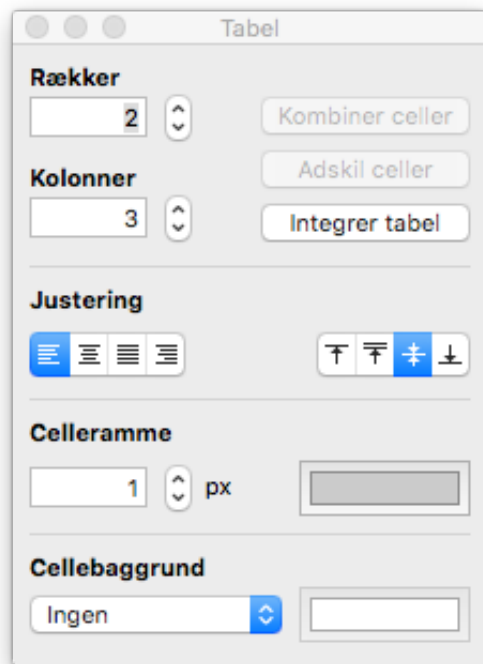 Tabel
Rækker
2
Kombiner celler
Adskil celler
Kolonner
3
Integrer tabel
Justering
Celleramme
1 px
Cellebaggrund
Ingen